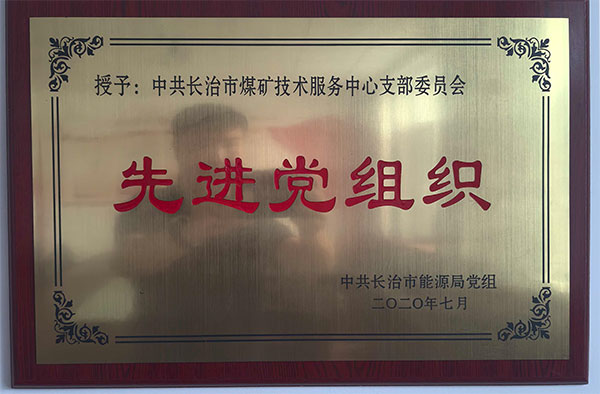 授予：中共长治市煤矿技术服务中心支部委员会
先进党组织
中共长治市能源局党组
二〇二〇年七月